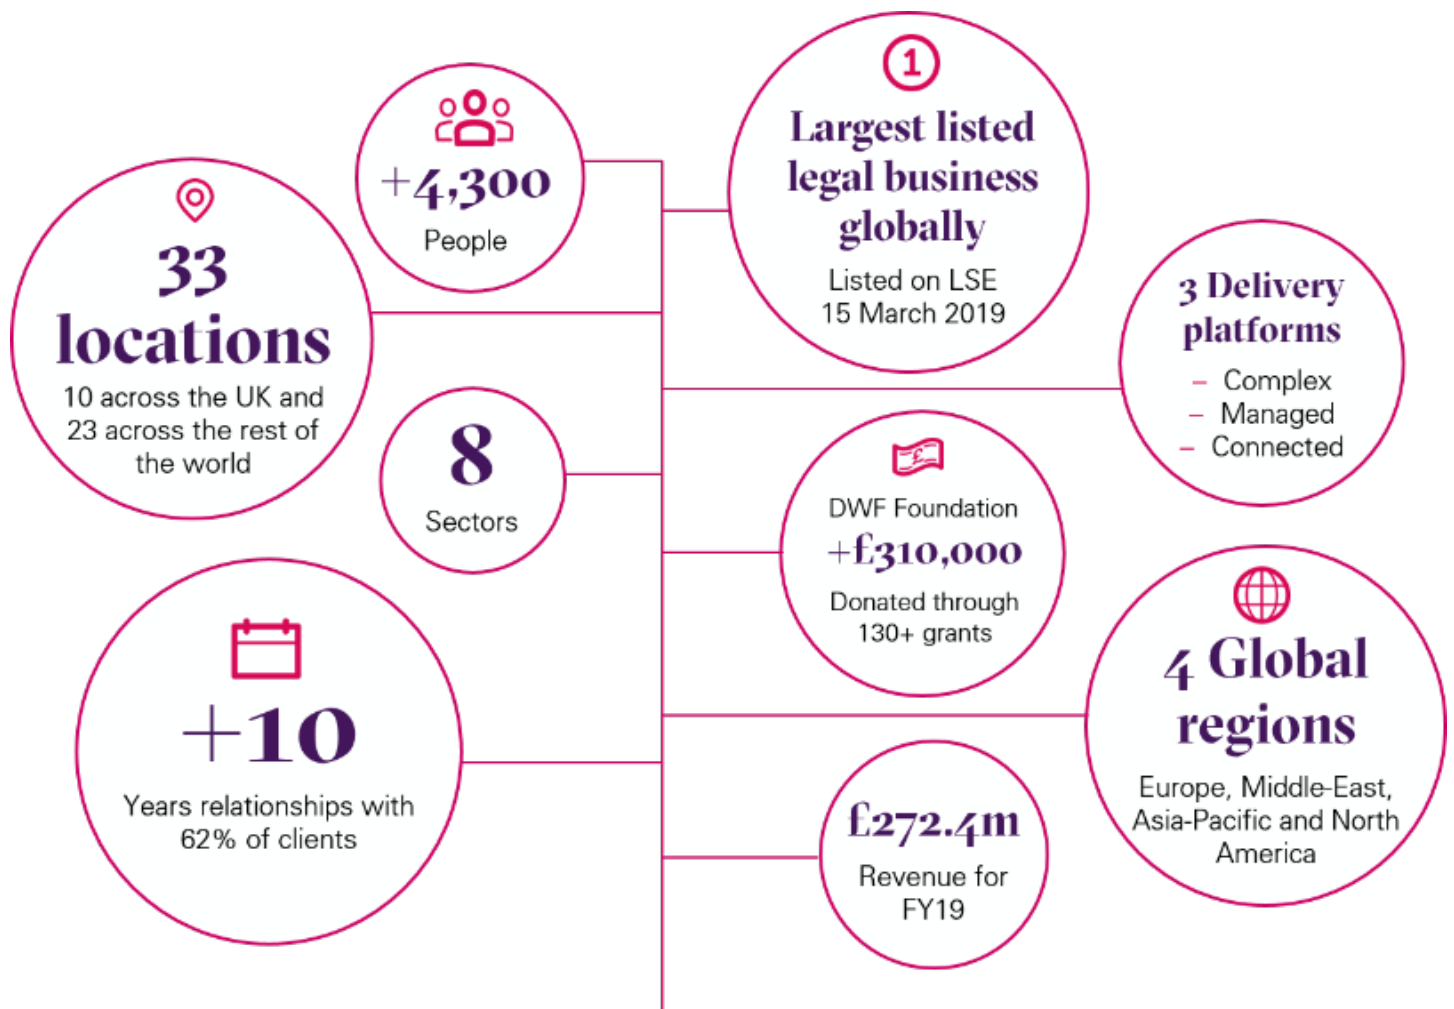 1
Largest listed
legal business
globally
Listed on LSE
15 March 2019
+4,300
People
33
locations
10 across the UK and
23 across the rest of
the world
3 Delivery
platforms
– Complex
– Managed
– Connected
8
Sectors
£
DWF Foundation
+£310,000
Donated through
130+ grants
4 Global
regions
Europe, Middle-East,
Asia-Pacific and North
America
+10
Years relationships with
62% of clients
£272.4m
Revenue for
FY19